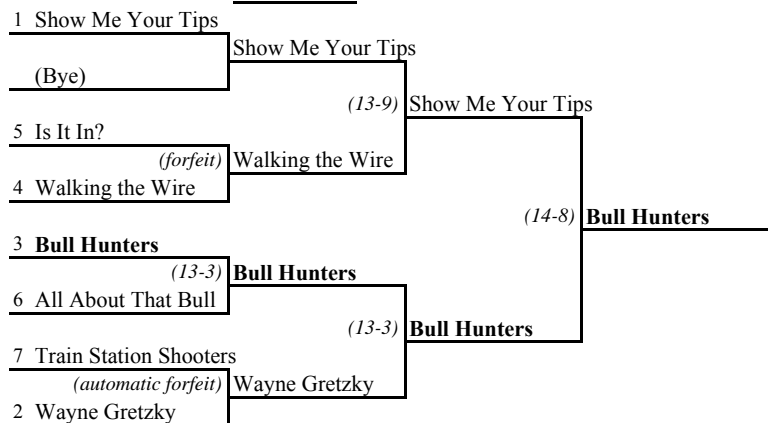 1 Show Me Your Tips
Show Me Your Tips
(Bye)
(13-9) Show Me Your Tips
5 Is It In?
(forfeit) Walking the Wire
4 Walking the Wire
(14-8) Bull Hunters
3 Bull Hunters
(13-3) Bull Hunters
6 All About That Bull
(13-3) Bull Hunters
7 Train Station Shooters
(automatic forfeit) Wayne Gretzky
2 Wayne Gretzky